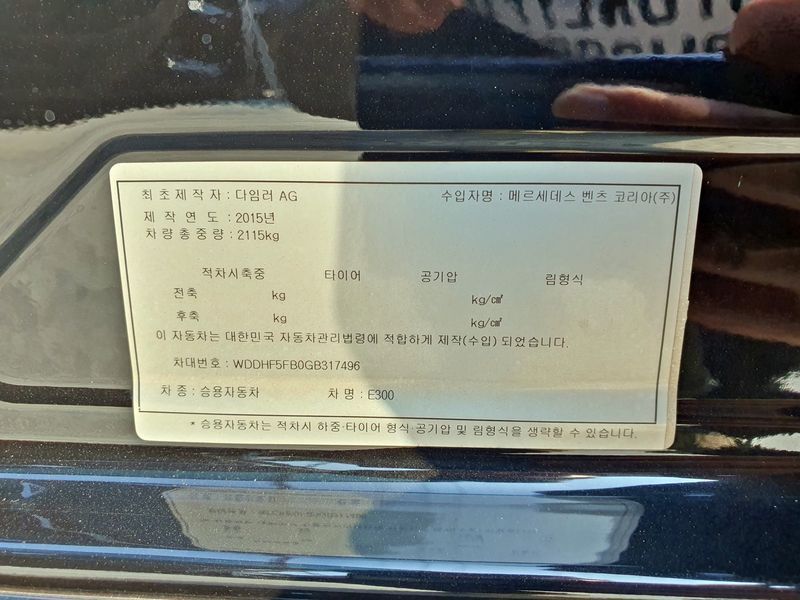 최초제작자 : 다임러 AG 수입자명 : 메르세데스 벤츠 코리아(주)
제작연도 : 2015년
차량총중량 : 2115kg
적차시축중 타이어 공기압 림형식
전축 kg kg/㎠
후축 kg kg/㎠
이 자동차는 대한민국 자동차관리법령에 적합하게 제작(수입) 되었습니다.
차대번호 : WDDHF5FB0GB317496
차종 : 승용자동차 차명 : E300
* 승용자동차는 적차시 하중·타이어 형식·공기압 및 림형식을 생략할 수 있습니다.